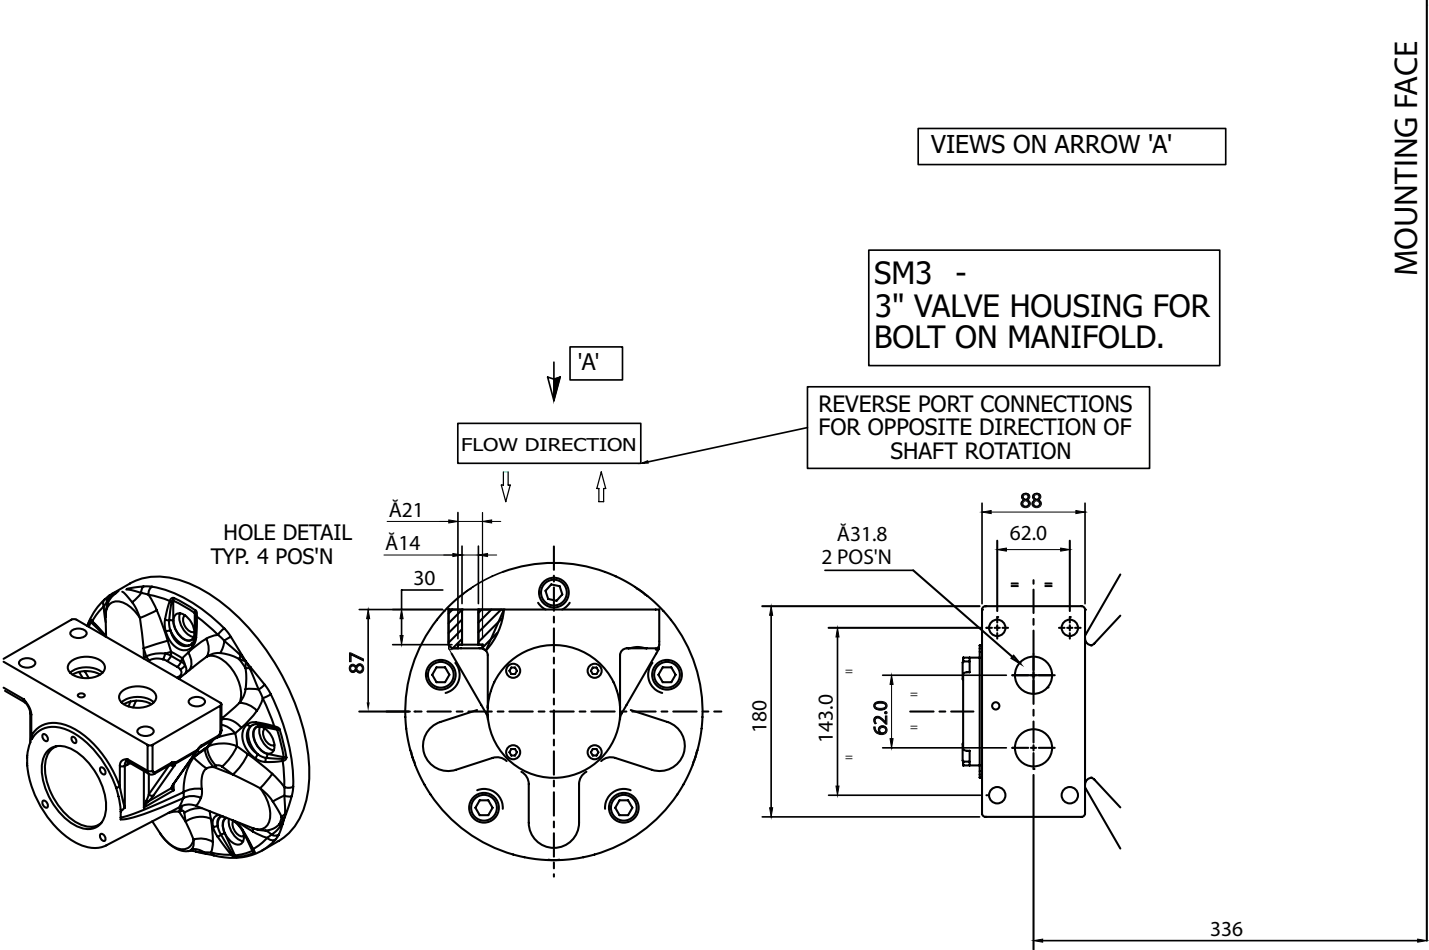 MOUNTING FACE
VIEWS ON ARROW 'A'
SM3 -
3" VALVE HOUSING FOR
BOLT ON MANIFOLD.
'A'
REVERSE PORT CONNECTIONS
FOR OPPOSITE DIRECTION OF
SHAFT ROTATION
FLOW DIRECTION
HOLE DETAIL
TYP. 4 POS'N
Ă21
Ă14
30
87
88
62.0
= =
Ă31.8
2 POS'N
180
143.0
=
=
62.0
=
=
336